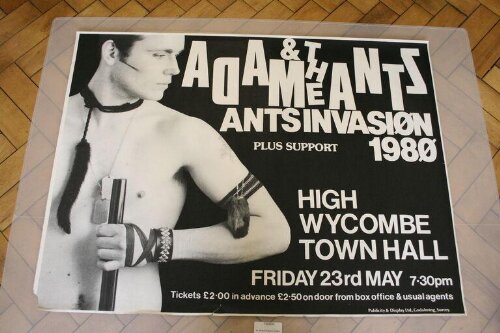 ADAM & THE ANTZ
ANTS INVASIØN
PLUS SUPPORT
1980
HIGH
WYCOMBE
TOWN HALL
FRIDAY 23rd MAY 7·30pm
Tickets £2·00 in advance £2·50 on door from box office & usual agents
Publicity & Display Ltd, Godalming, Surrey.